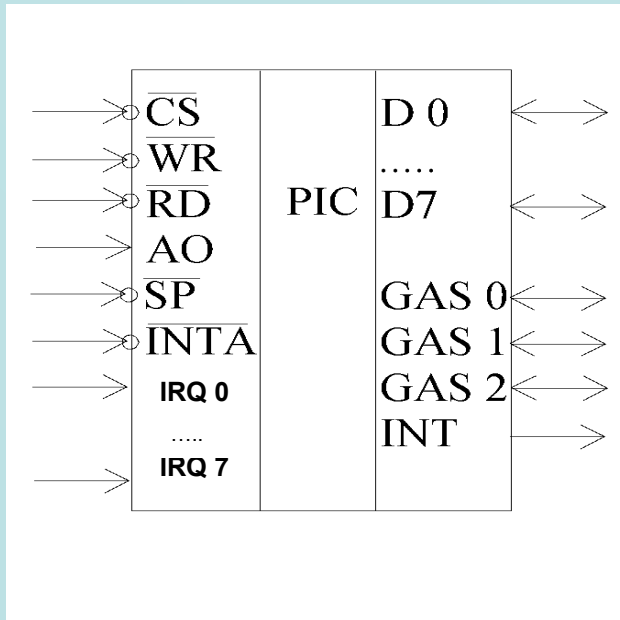 CS
WR
RD
AO
SP
INTA
IRQ 0
.....
IRQ 7
PIC
D 0
.....
D7
GAS 0
GAS 1
GAS 2
INT